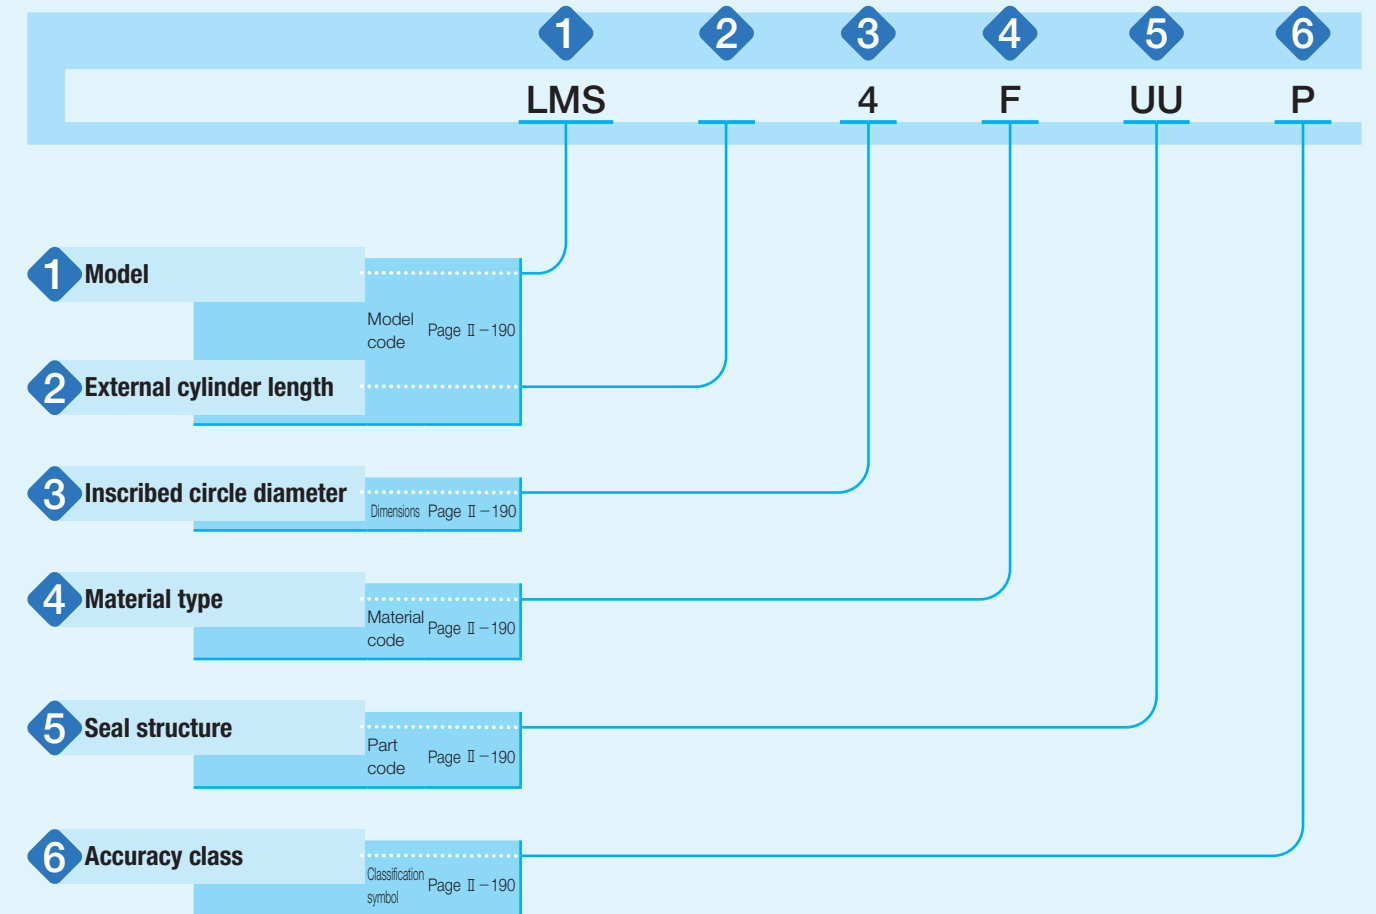 1 2 3 4 5 6
LMS 4 F UU P
1 Model
Model code Page Ⅱ－190
2 External cylinder length
3 Inscribed circle diameter
Dimensions Page Ⅱ－190
4 Material type
Material code Page Ⅱ－190
5 Seal structure
Part code Page Ⅱ－190
6 Accuracy class
Classification symbol Page Ⅱ－190